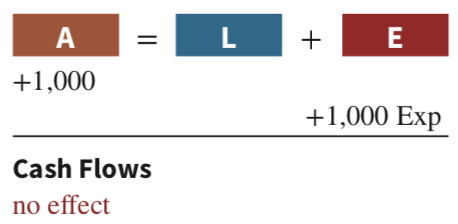 A = L + E
+1,000
+1,000 Exp
Cash Flows
no effect